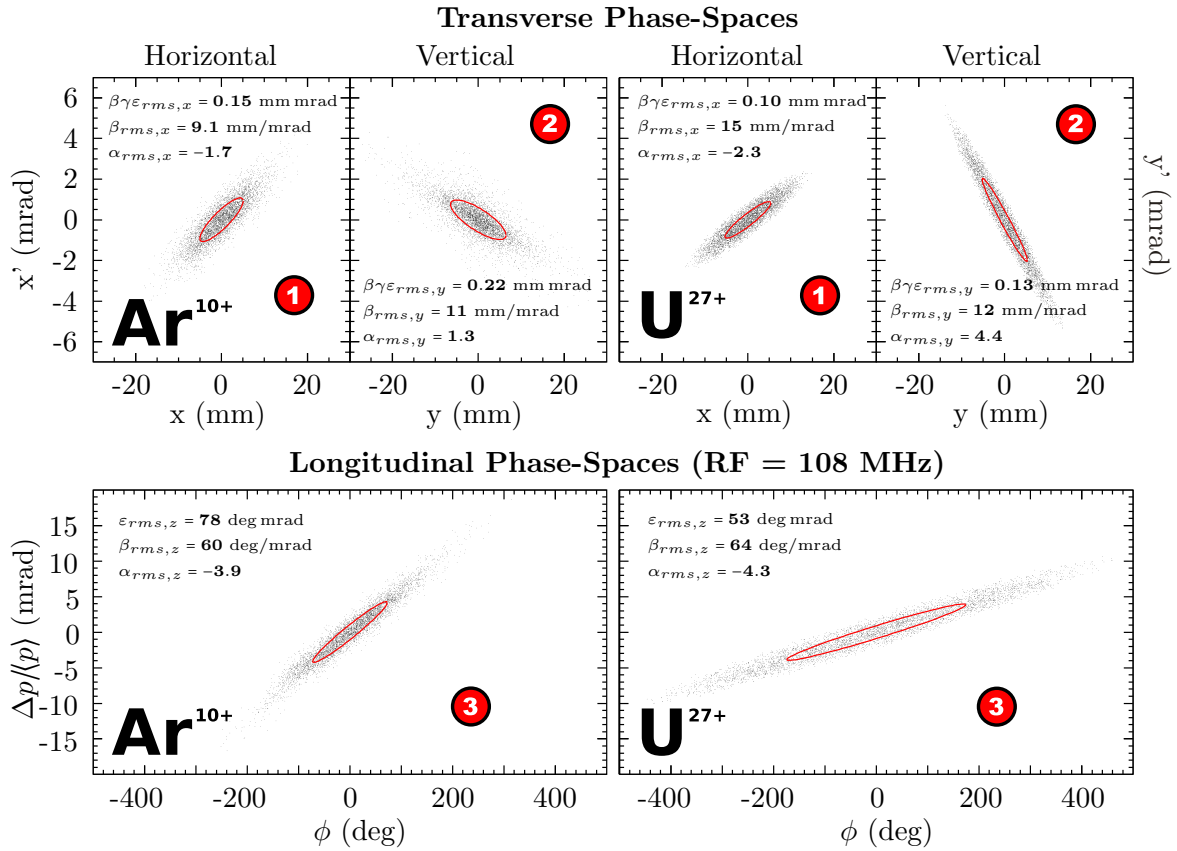 Transverse Phase-Spaces
Horizontal Vertical Horizontal Vertical
βγε_rms,x = 0.15 mm mrad
β_rms,x = 9.1 mm/mrad
α_rms,x = −1.7
2
βγε_rms,y = 0.22 mm mrad
β_rms,y = 11 mm/mrad
α_rms,y = 1.3
βγε_rms,x = 0.10 mm mrad
β_rms,x = 15 mm/mrad
α_rms,x = −2.3
2
βγε_rms,y = 0.13 mm mrad
β_rms,y = 12 mm/mrad
α_rms,y = 4.4
6
4
2
0
-2
-4
-6
x' (mrad)
y' (mrad)
1
Ar 10+
1
U 27+
-20 0 20 -20 0 20 -20 0 20 -20 0 20
x (mm) y (mm) x (mm) y (mm)
Longitudinal Phase-Spaces (RF = 108 MHz)
ε_rms,z = 78 deg mrad
β_rms,z = 60 deg/mrad
α_rms,z = −3.9
ε_rms,z = 53 deg mrad
β_rms,z = 64 deg/mrad
α_rms,z = −4.3
15
10
5
0
-5
-10
-15
Δp/⟨p⟩ (mrad)
Ar 10+
3
U 27+
3
-400 -200 0 200 400 -400 -200 0 200 400
ϕ (deg) ϕ (deg)